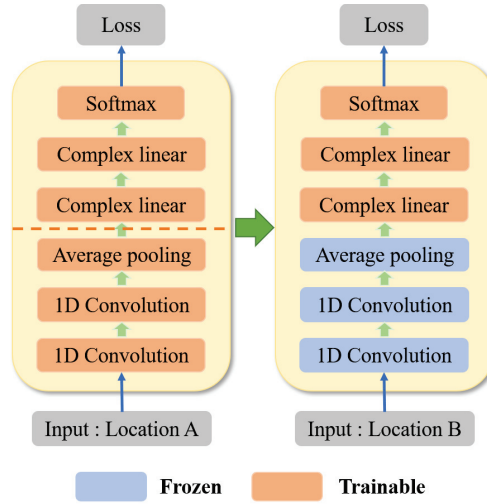 Loss
Softmax
Complex linear
Complex linear
Average pooling
1D Convolution
1D Convolution
Input : Location A
Loss
Softmax
Complex linear
Complex linear
Average pooling
1D Convolution
1D Convolution
Input : Location B
Frozen
Trainable